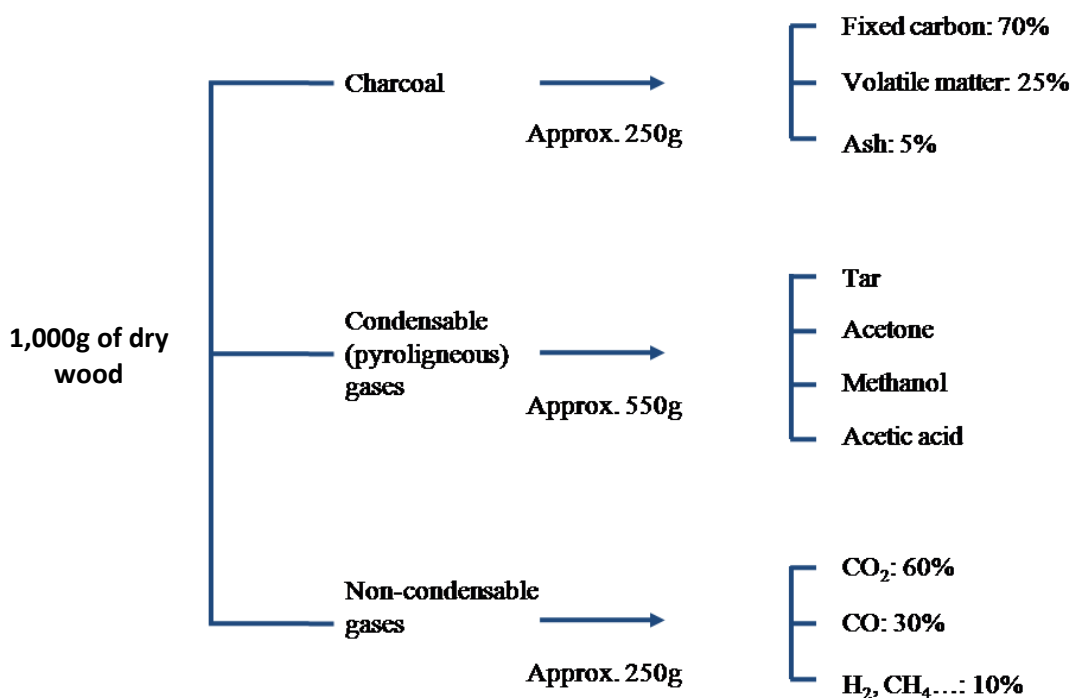 1,000g of dry
wood
Charcoal
Approx. 250g
Fixed carbon: 70%
Volatile matter: 25%
Ash: 5%
Condensable
(pyroligneous)
gases
Approx. 550g
Tar
Acetone
Methanol
Acetic acid
Non-condensable
gases
Approx. 250g
CO₂: 60%
CO: 30%
H₂, CH₄...: 10%